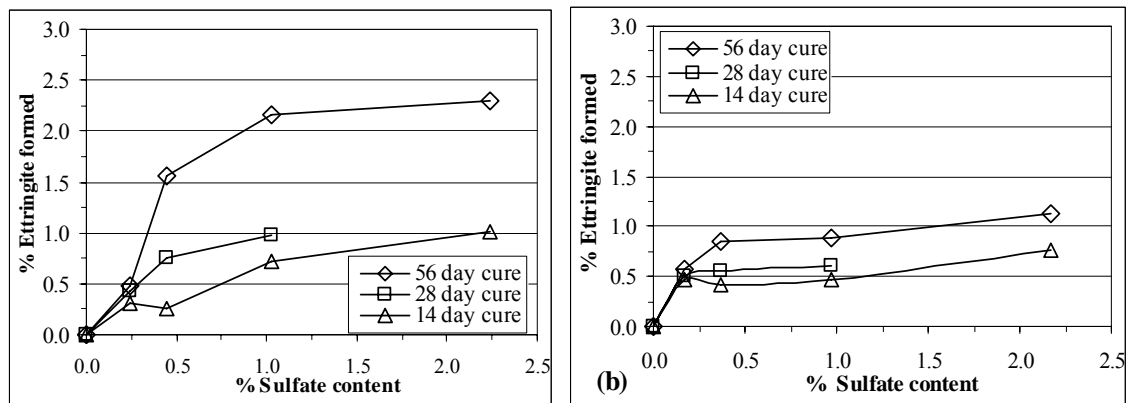 3.0
2.5
2.0
1.5
1.0
0.5
0.0
% Ettringite formed
56 day cure
28 day cure
14 day cure
0.0 0.5 1.0 1.5 2.0 2.5
% Sulfate content
3.0
2.5
2.0
1.5
1.0
0.5
0.0
% Ettringite formed
56 day cure
28 day cure
14 day cure
0.0 0.5 1.0 1.5 2.0 2.5
(b) % Sulfate content